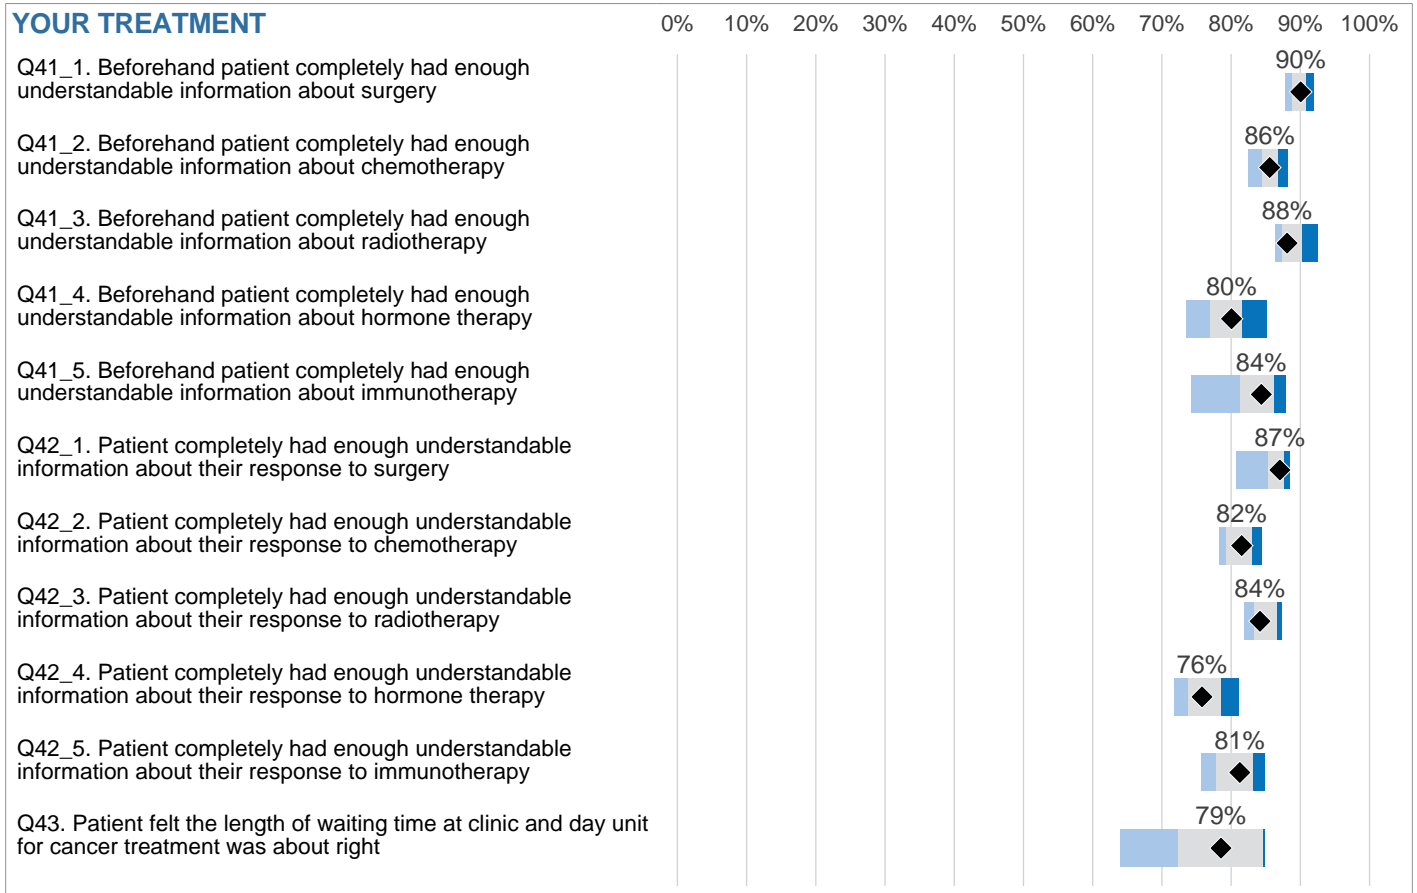 YOUR TREATMENT
0% 10% 20% 30% 40% 50% 60% 70% 80% 90% 100%
Q41_1. Beforehand patient completely had enough
understandable information about surgery
90%
Q41_2. Beforehand patient completely had enough
understandable information about chemotherapy
86%
Q41_3. Beforehand patient completely had enough
understandable information about radiotherapy
88%
Q41_4. Beforehand patient completely had enough
understandable information about hormone therapy
80%
Q41_5. Beforehand patient completely had enough
understandable information about immunotherapy
84%
Q42_1. Patient completely had enough understandable
information about their response to surgery
87%
Q42_2. Patient completely had enough understandable
information about their response to chemotherapy
82%
Q42_3. Patient completely had enough understandable
information about their response to radiotherapy
84%
Q42_4. Patient completely had enough understandable
information about their response to hormone therapy
76%
Q42_5. Patient completely had enough understandable
information about their response to immunotherapy
81%
Q43. Patient felt the length of waiting time at clinic and day unit
for cancer treatment was about right
79%